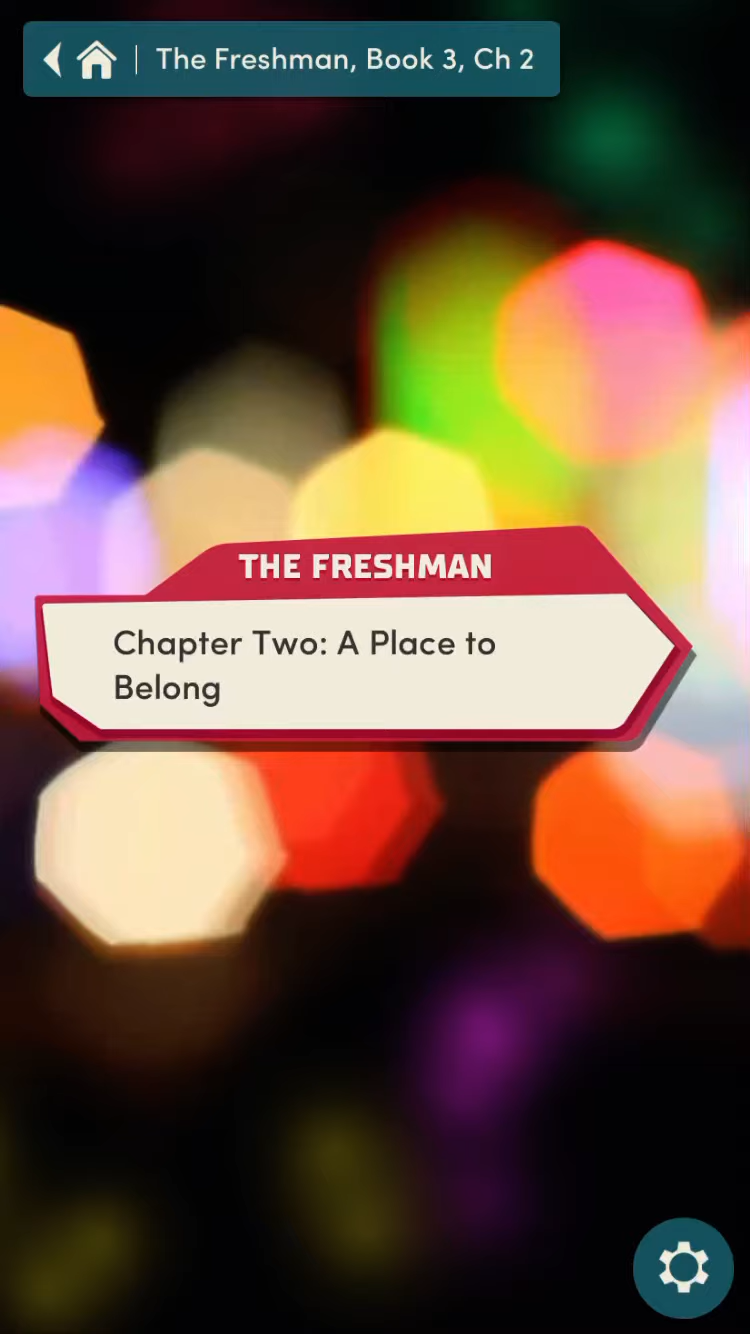 The Freshman, Book 3, Ch 2
THE FRESHMAN
Chapter Two: A Place to
Belong